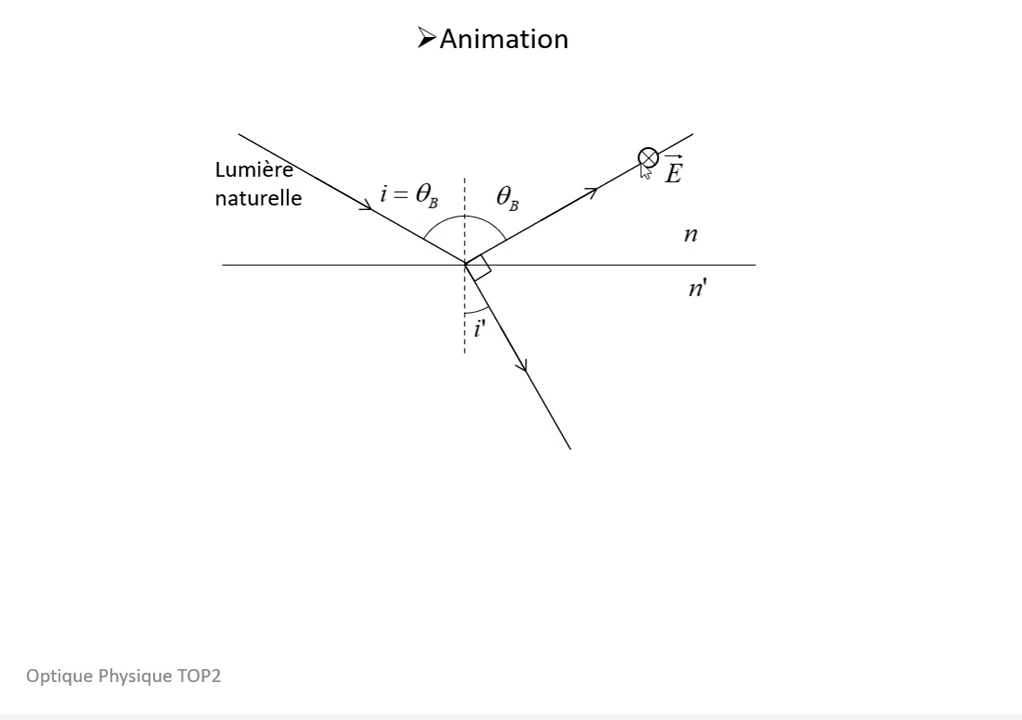 ➢Animation
Lumière
naturelle
i = θ_B
θ_B
E⃗
n
n'
i'
Optique Physique TOP2